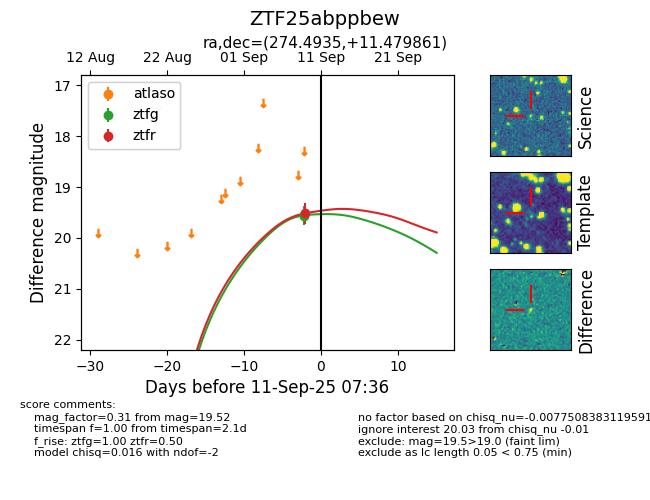 ZTF25abppbew
ra,dec=(274.4935,+11.479861)
12 Aug 22 Aug 01 Sep 11 Sep 21 Sep
atlaso
ztfg
ztfr
17
18
19
20
21
22
Difference magnitude
−30 −20 −10 0 10
Days before 11-Sep-25 07:36
Science
Template
Difference
score comments:
mag_factor=0.31 from mag=19.52
timespan f=1.00 from timespan=2.1d
f_rise: ztfg=1.00 ztfr=0.50
model chisq=0.016 with ndof=-2
no factor based on chisq_nu=-0.0077508383119591
ignore interest 20.03 from chisq_nu -0.01
exclude: mag=19.5>19.0 (faint lim)
exclude as lc length 0.05 < 0.75 (min)